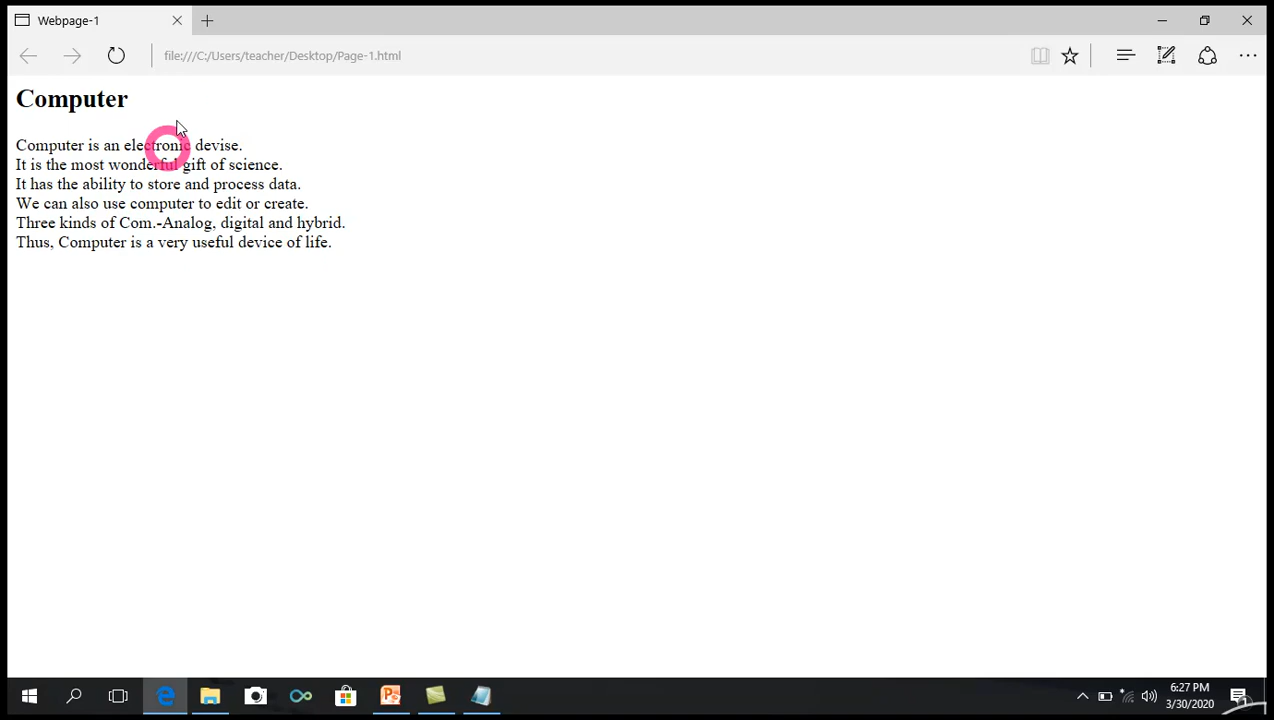 Webpage-1
file:///C:/Users/teacher/Desktop/Page-1.html
Computer
Computer is an electronic devise.
It is the most wonderful gift of science.
It has the ability to store and process data.
We can also use computer to edit or create.
Three kinds of Com.-Analog, digital and hybrid.
Thus, Computer is a very useful device of life.
6:27 PM
3/30/2020